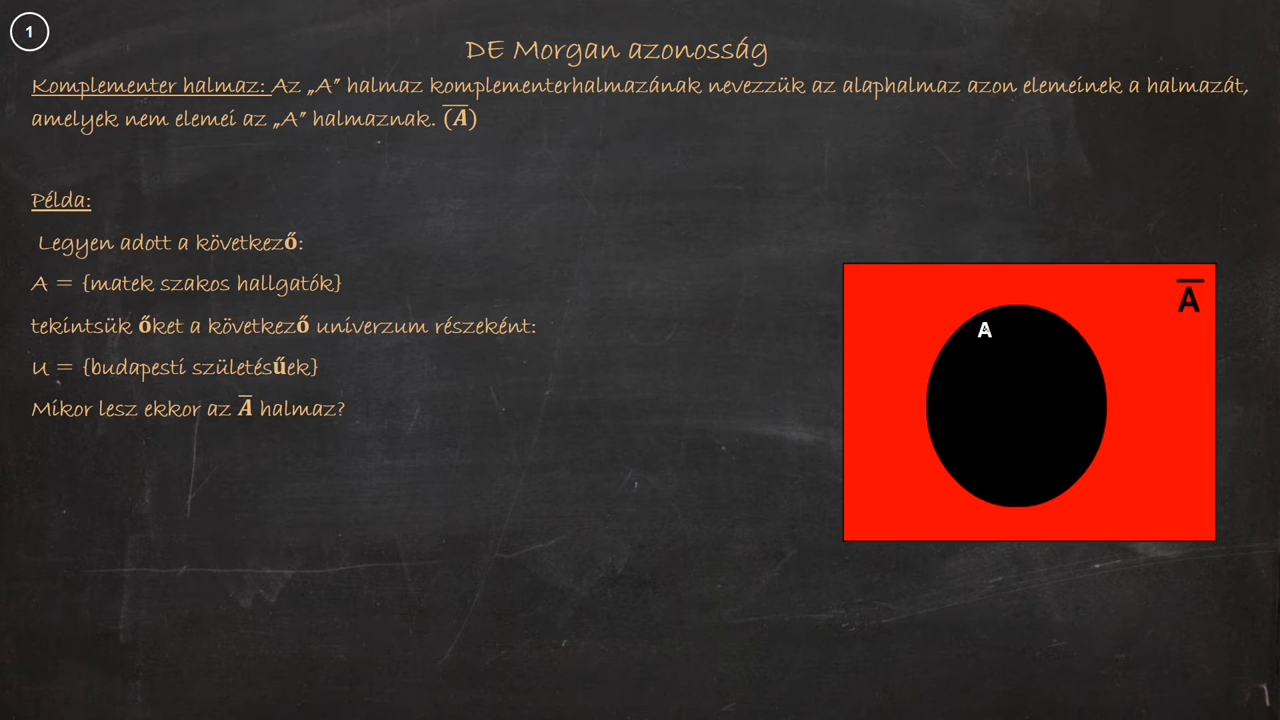 1
DE Morgan azonosság
Komplementer halmaz: Az „A” halmaz komplementerhalmazának nevezzük az alaphalmaz azon elemeinek a halmazát,
amelyek nem elemei az „A” halmaznak. (A̅)
Példa:
Legyen adott a következő:
A = {matek szakos hallgatók}
tekintsük őket a következő univerzum részeként:
U = {budapesti születésűek}
Mikor lesz ekkor az A̅ halmaz?
A̅
A